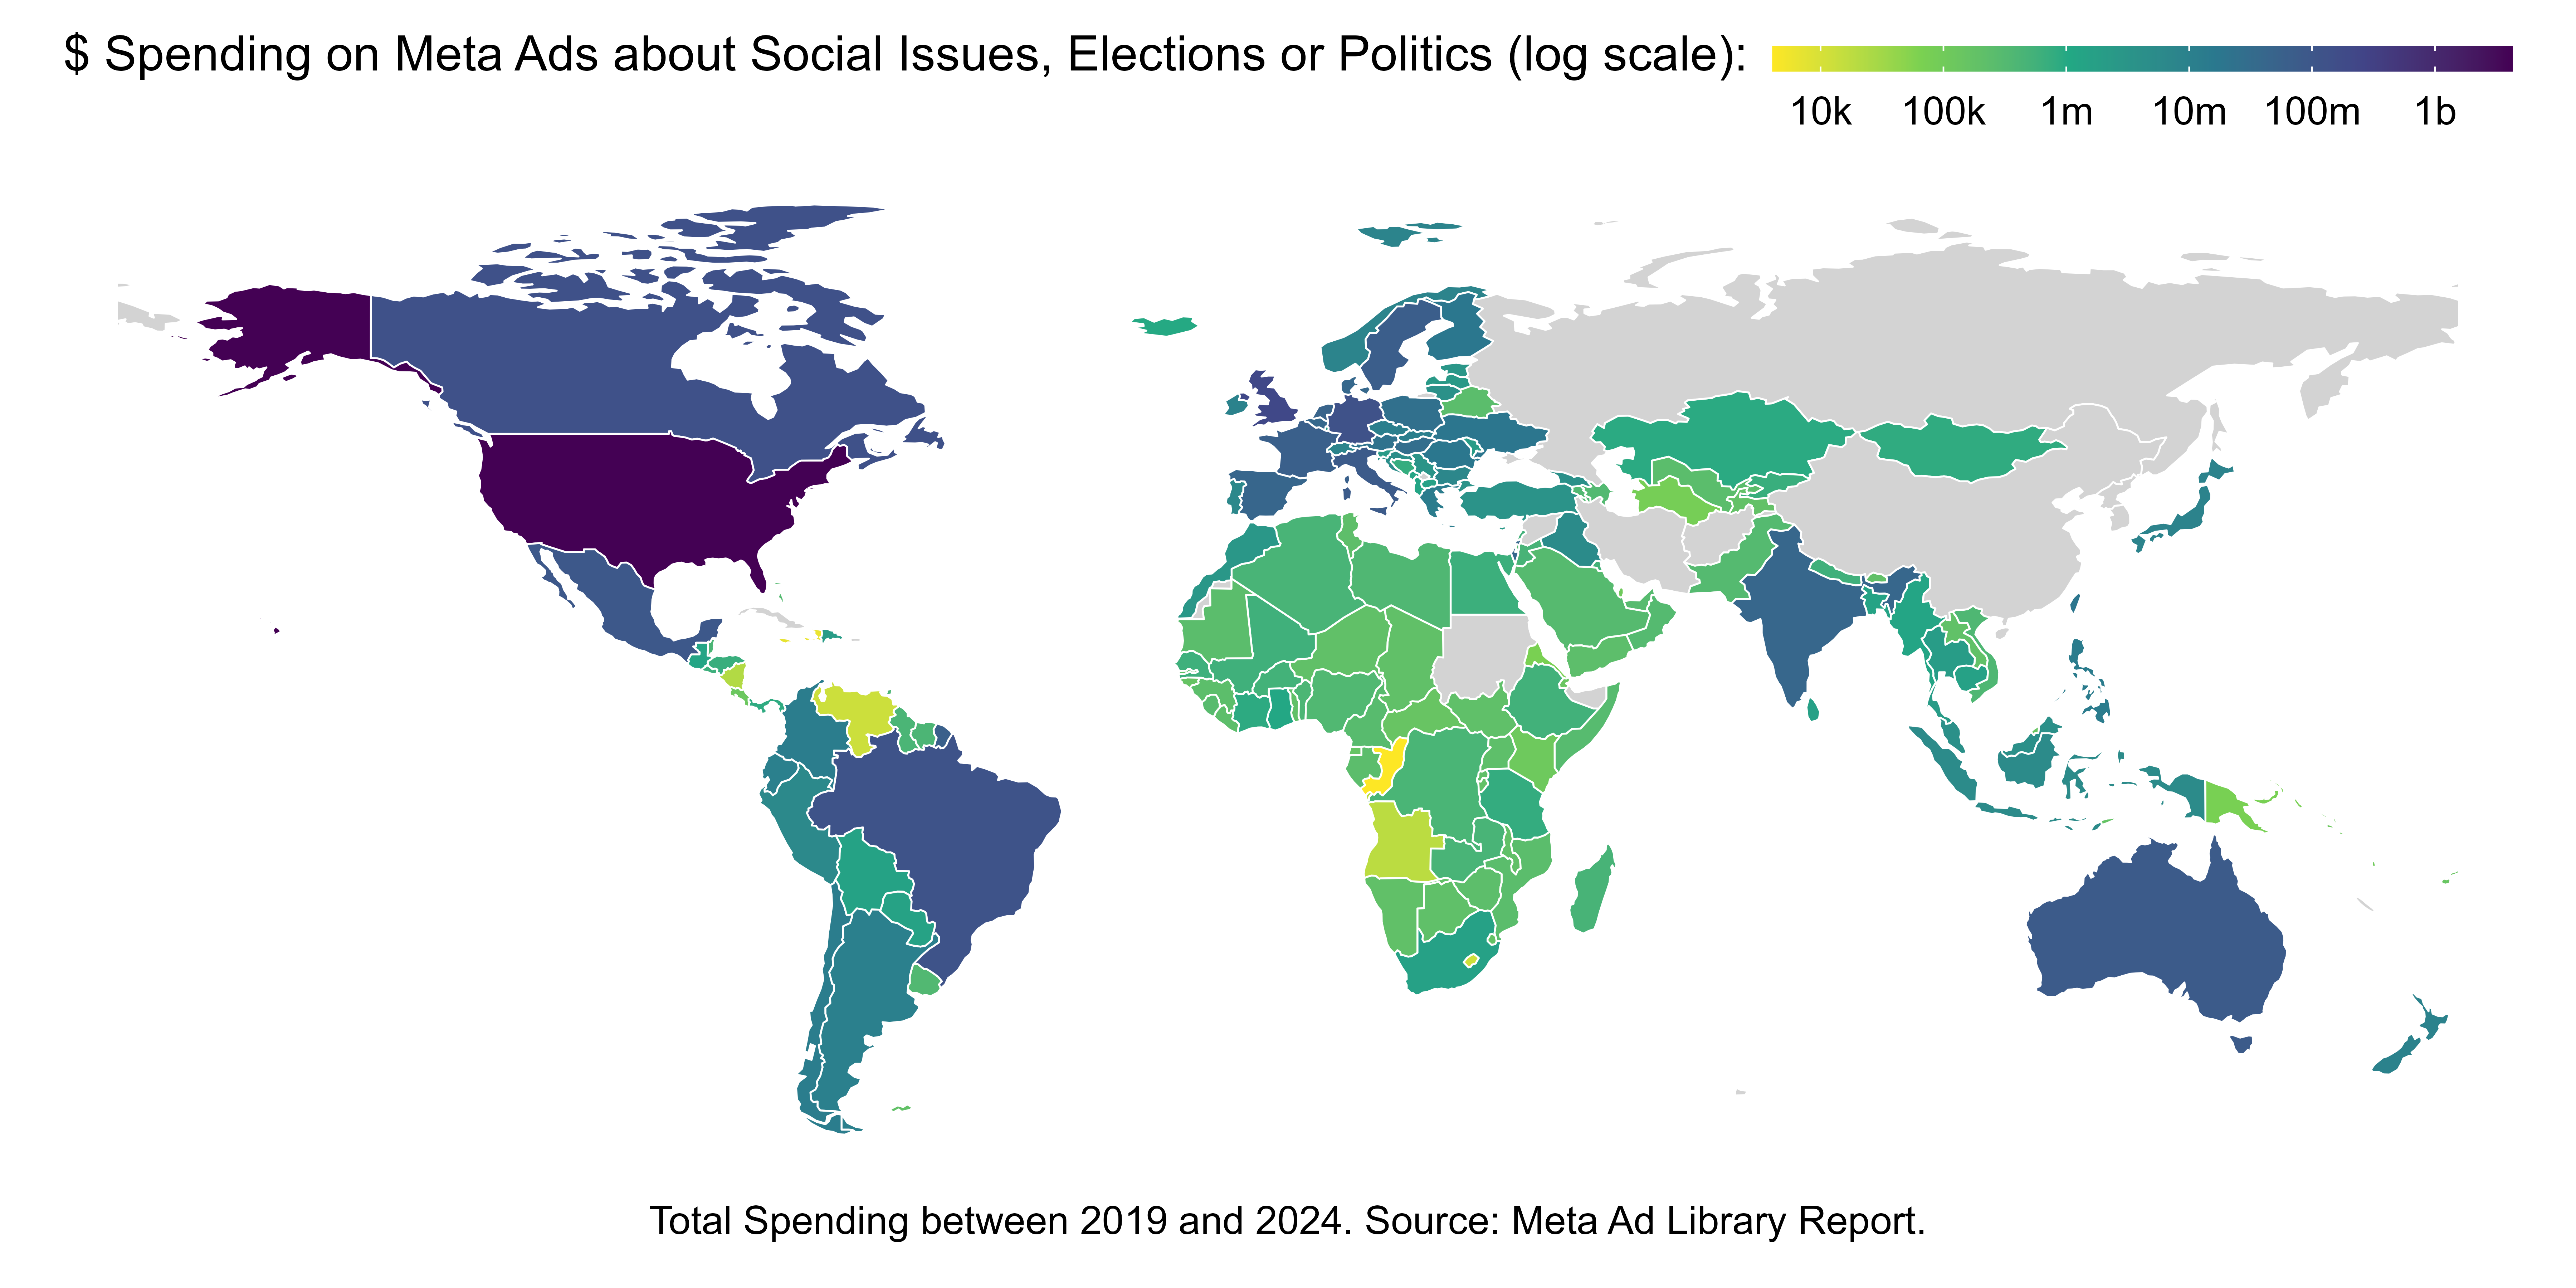 $ Spending on Meta Ads about Social Issues, Elections or Politics (log scale):
10k 100k 1m 10m 100m 1b
Total Spending between 2019 and 2024. Source: Meta Ad Library Report.